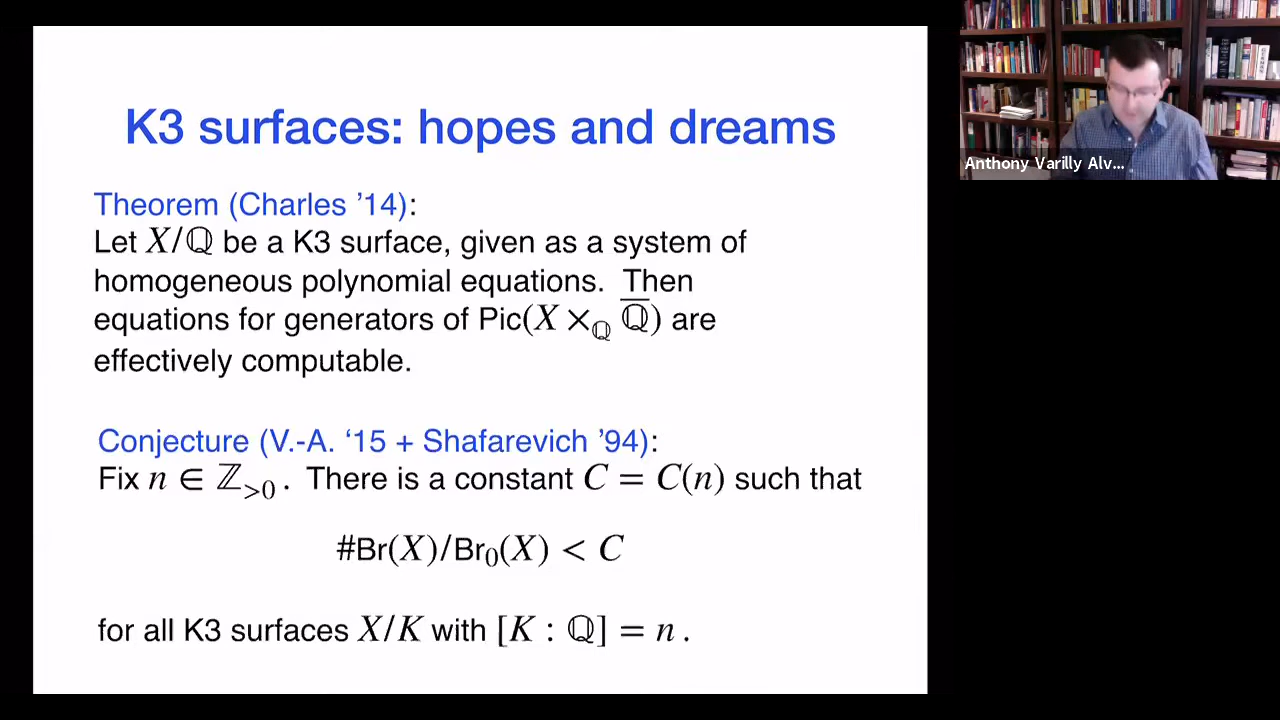 K3 surfaces: hopes and dreams
Theorem (Charles ’14):
Let X/ℚ be a K3 surface, given as a system of
homogeneous polynomial equations. Then
equations for generators of Pic(X ×_ℚ ℚ̅) are
effectively computable.
Conjecture (V.-A. ‘15 + Shafarevich ’94):
Fix n ∈ ℤ_{>0}. There is a constant C = C(n) such that
#Br(X)/Br₀(X) < C
for all K3 surfaces X/K with [K : ℚ] = n.
Anthony Varilly Alv...